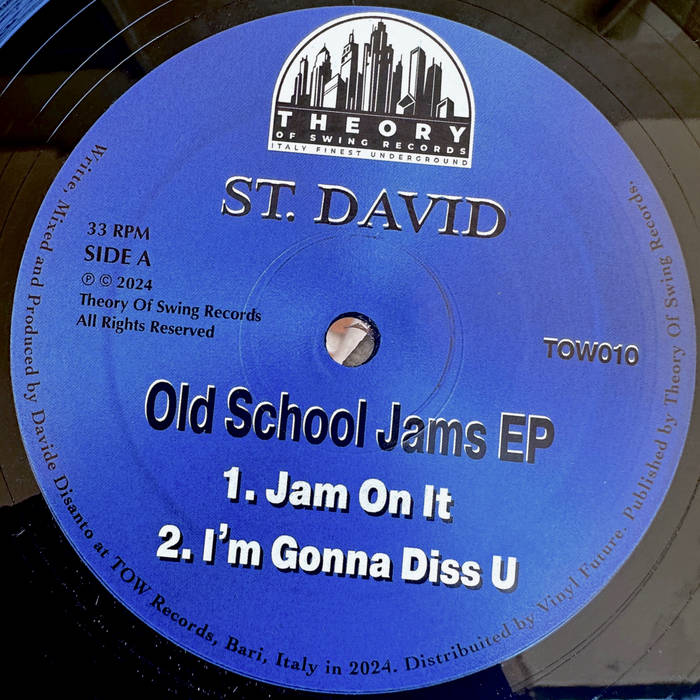 THEORY
OF SWING RECORDS
ITALY FINEST UNDERGROUND
ST. DAVID
33 RPM
SIDE A
℗ © 2024
Theory Of Swing Records
All Rights Reserved
TOW010
Old School Jams EP
1. Jam On It
2. I'm Gonna Diss U
Writte, Mixed and Produced by Davide Disanto at TOW Records, Bari, Italy in 2024. Distribuited by Vinyl Future. Published by Theory Of Swing Records.